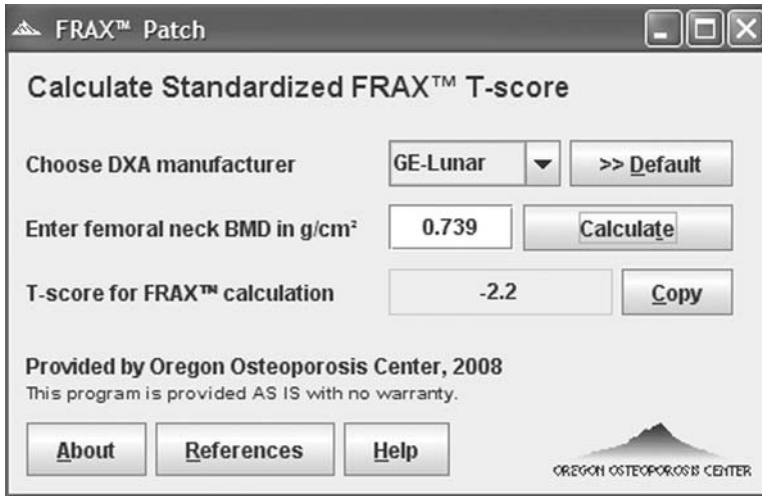 FRAX™ Patch
Calculate Standardized FRAX™ T-score
Choose DXA manufacturer GE-Lunar >> Default
Enter femoral neck BMD in g/cm² 0.739 Calculate
T-score for FRAX™ calculation -2.2 Copy
Provided by Oregon Osteoporosis Center, 2008
This program is provided AS IS with no warranty.
About References Help
OREGON OSTEOPOROSIS CENTER